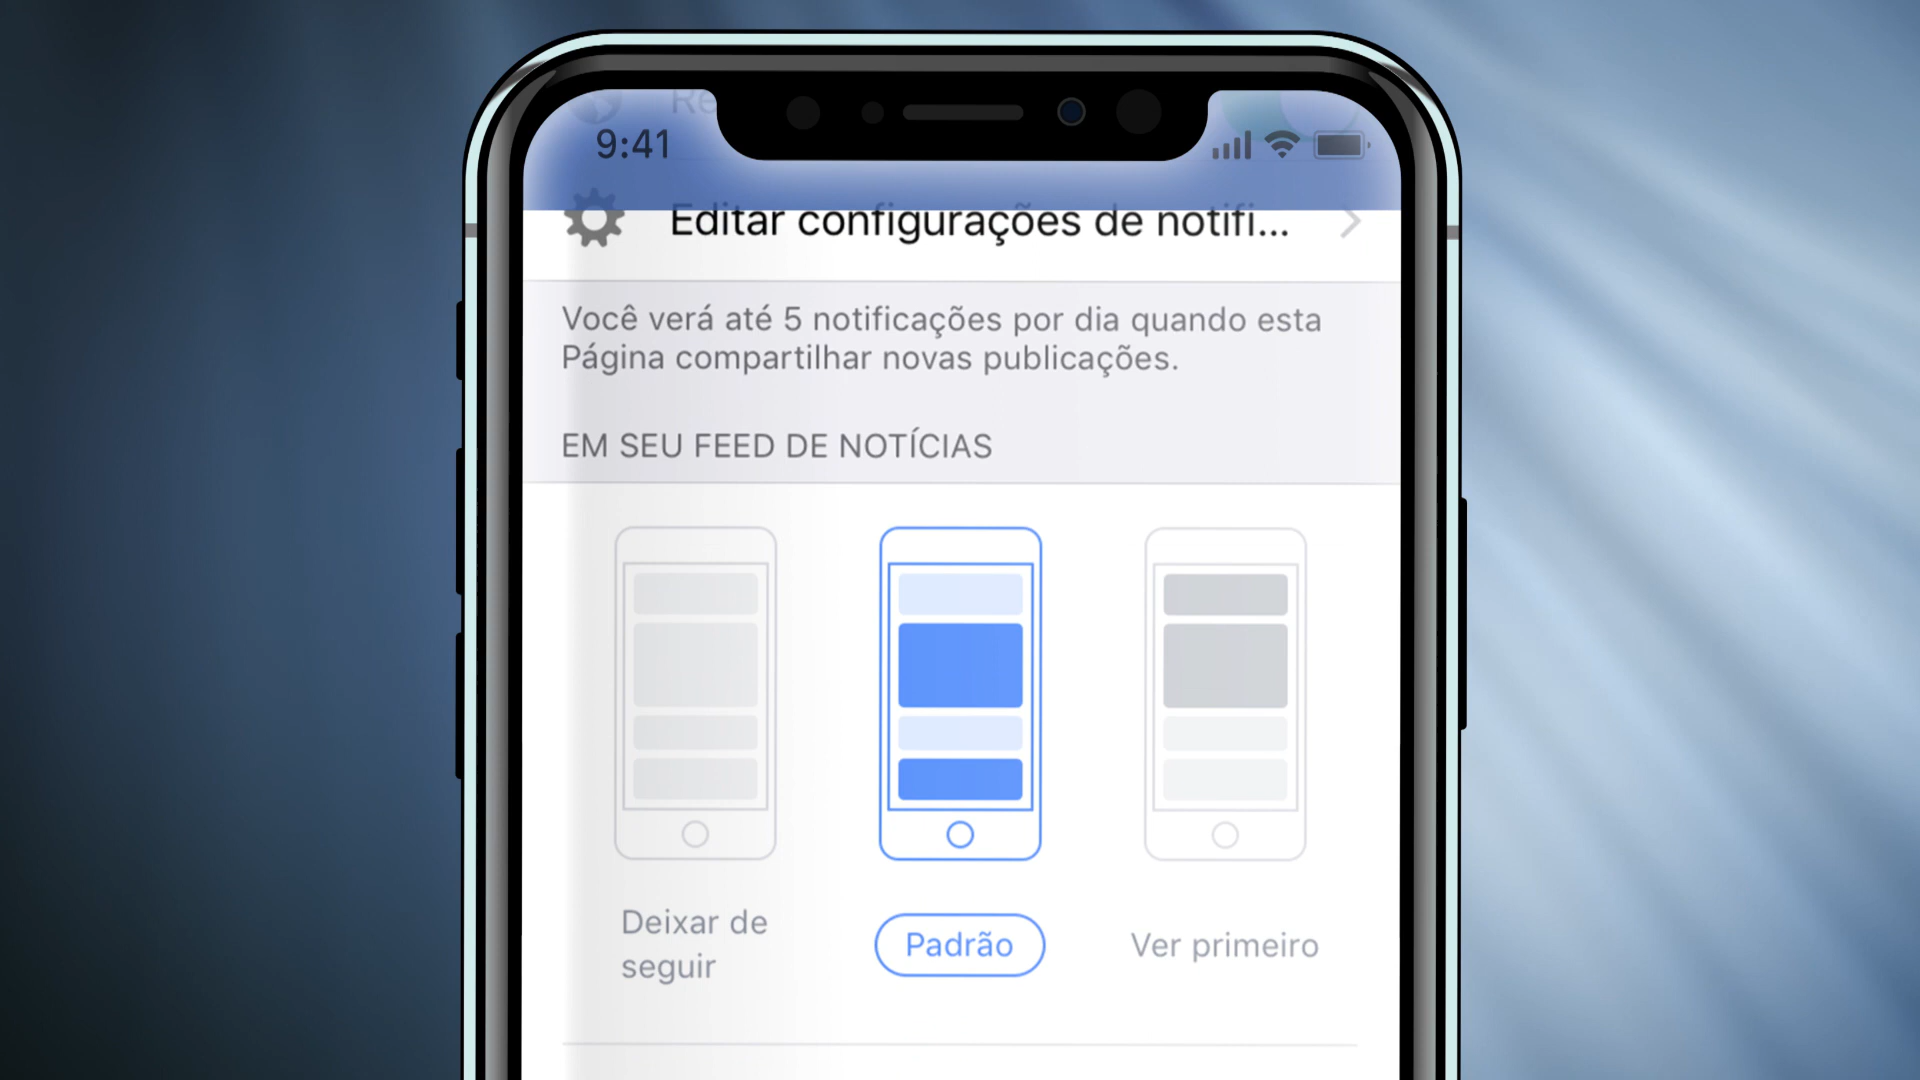 Re
9:41
Editar configurações de notifi...
Você verá até 5 notificações por dia quando esta
Página compartilhar novas publicações.
EM SEU FEED DE NOTÍCIAS
Deixar de
seguir
Padrão
Ver primeiro